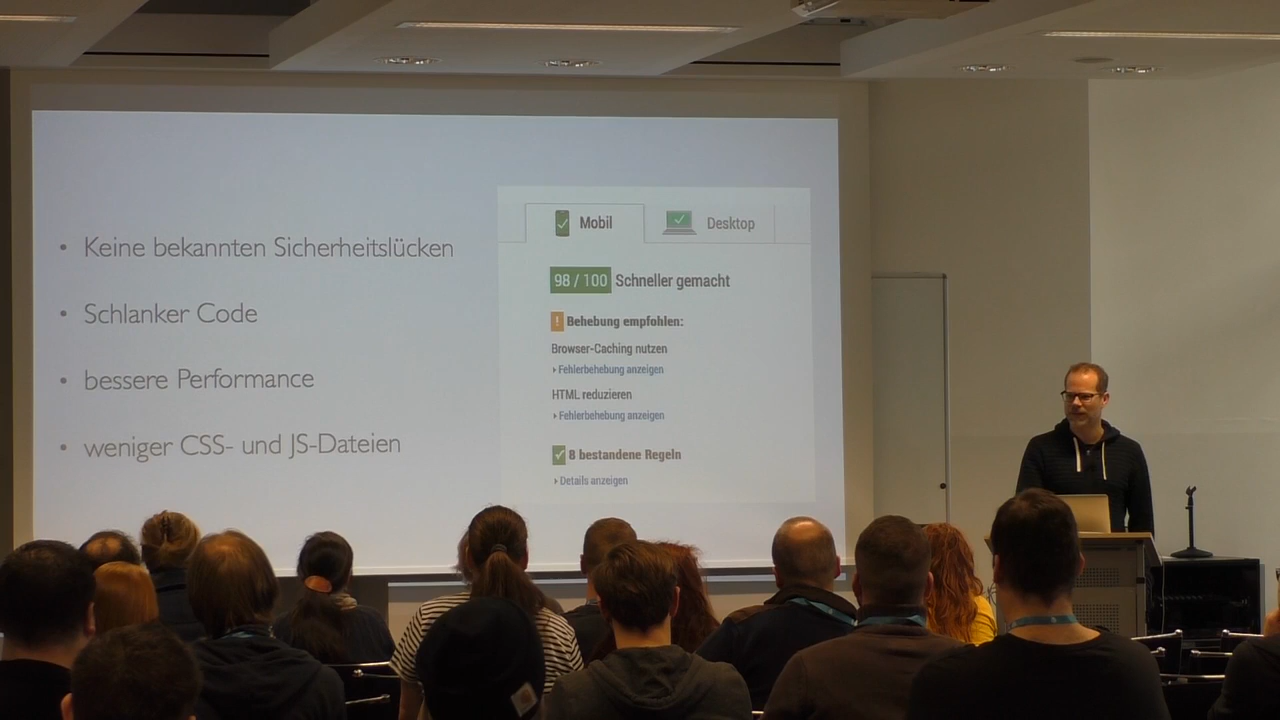 • Keine bekannten Sicherheitslücken
• Schlanker Code
• bessere Performance
• weniger CSS- und JS-Dateien
Mobil
Desktop
98 / 100 Schneller gemacht
! Behebung empfohlen:
Browser-Caching nutzen
Fehlerbehebung anzeigen
HTML reduzieren
Fehlerbehebung anzeigen
8 bestandene Regeln
Details anzeigen